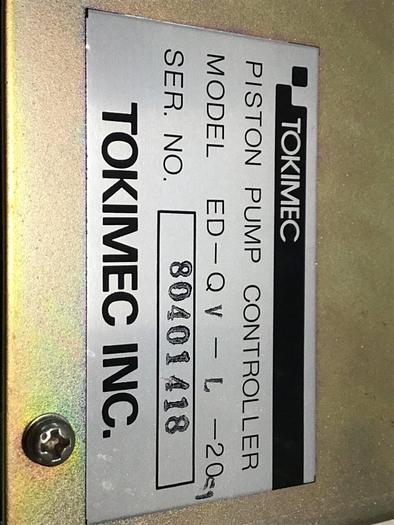 TOKIMEC
PISTON PUMP CONTROLLER
MODEL ED-QV-L-20
SER. NO. 80401418
TOKIMEC INC.